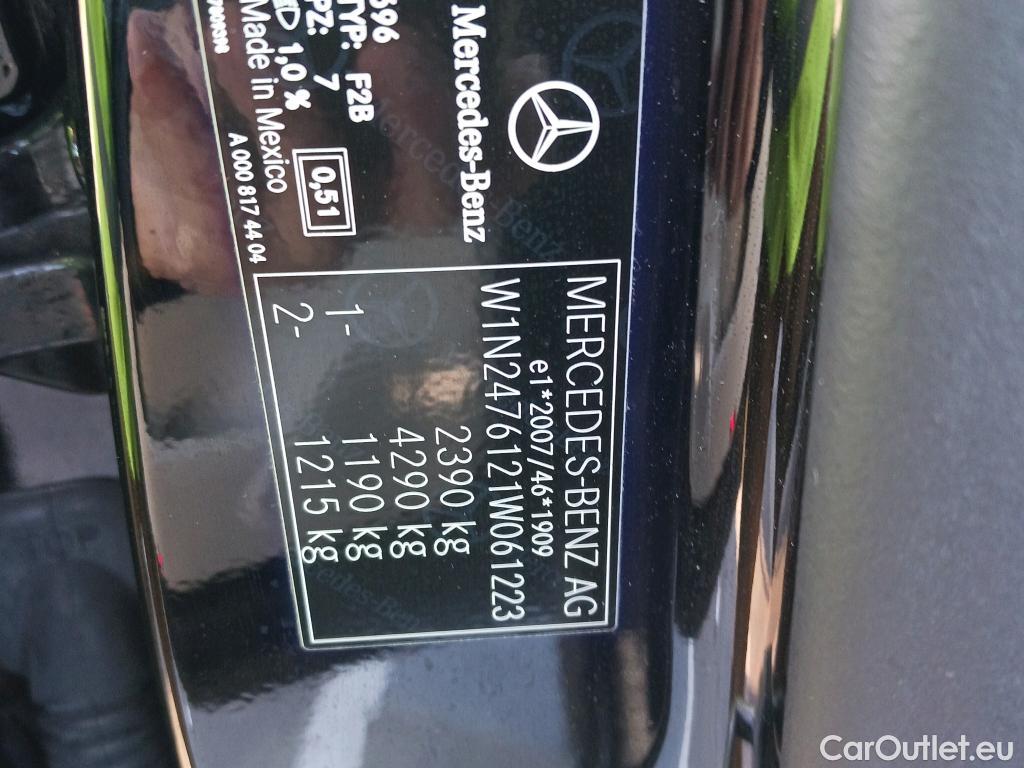 Mercedes-Benz
696
TYP: F2B
PZ: 7
1,0 %
0,51
Made in Mexico
A 000 817 44 04
MERCEDES-BENZ AG
e1*2007/46*1909
W1N2476121W061223
2390 kg
4290 kg
1- 1190 kg
2- 1215 kg
CarOutlet.eu